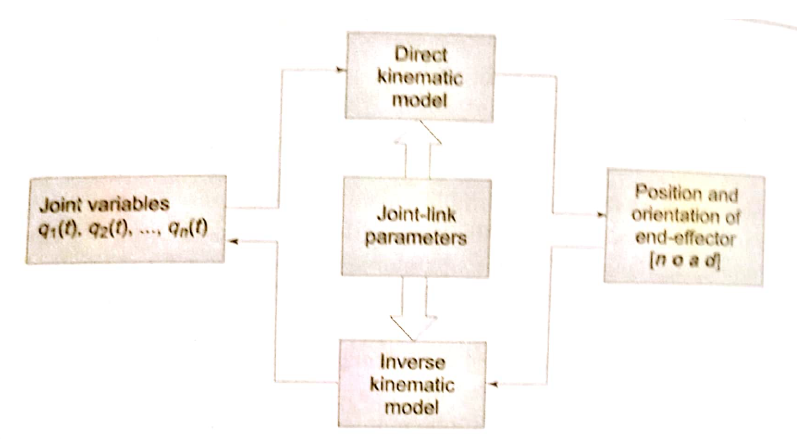 Direct
kinematic
model
Joint variables
q₁(t), q₂(t), ..., qₙ(t)
Joint-link
parameters
Position and
orientation of
end-effector
[n o a d]
Inverse
kinematic
model